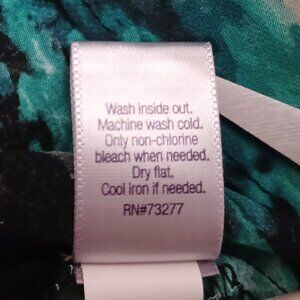 Wash inside out.
Machine wash cold.
Only non-chlorine
bleach when needed.
Dry flat.
Cool iron if needed.
RN#73277